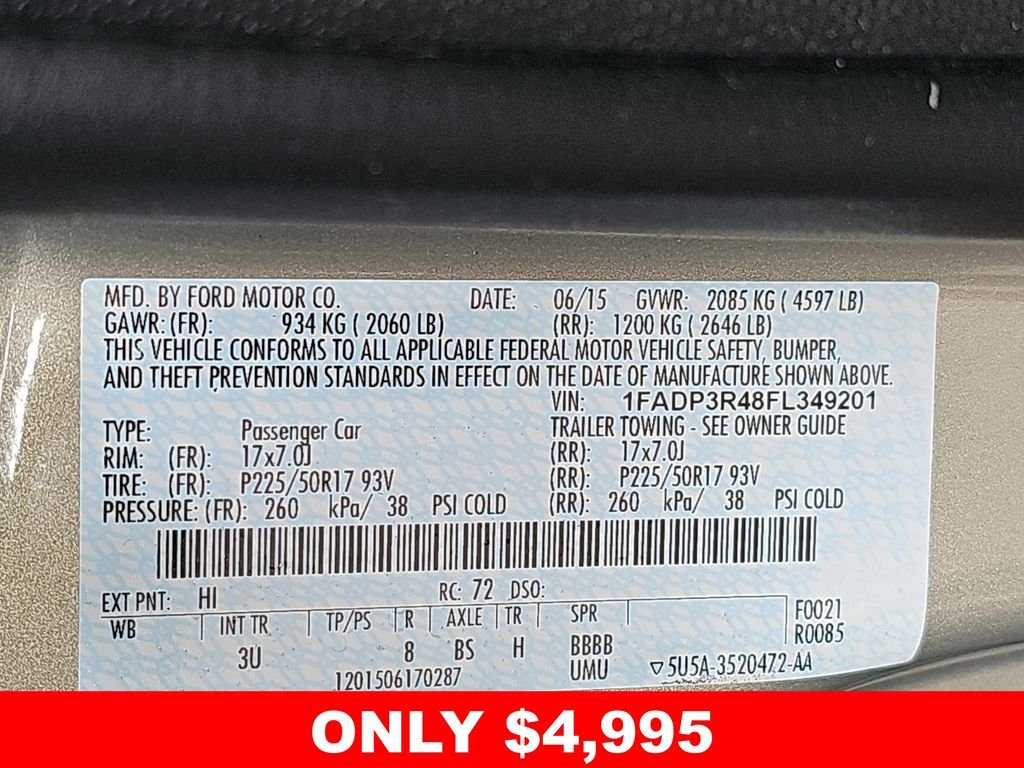 MFD. BY FORD MOTOR CO. DATE: 06/15 GVWR: 2085 KG ( 4597 LB)
GAWR:(FR): 934 KG ( 2060 LB) (RR): 1200 KG ( 2646 LB)
THIS VEHICLE CONFORMS TO ALL APPLICABLE FEDERAL MOTOR VEHICLE SAFETY, BUMPER,
AND THEFT PREVENTION STANDARDS IN EFFECT ON THE DATE OF MANUFACTURE SHOWN ABOVE.
VIN: 1FADP3R48FL349201
TYPE: Passenger Car TRAILER TOWING - SEE OWNER GUIDE
RIM: (FR): 17x7.0J (RR): 17x7.0J
TIRE: (FR): P225/50R17 93V (RR): P225/50R17 93V
PRESSURE: (FR): 260 kPa/ 38 PSI COLD (RR): 260 kPa/ 38 PSI COLD
EXT PNT: HI RC: 72 DSO:
WB INT TR TP/PS R AXLE TR SPR F0021
3U 8 BS H BBBB R0085
1201506170287 UMU ▽5U5A-3520472-AA
ONLY $4,995